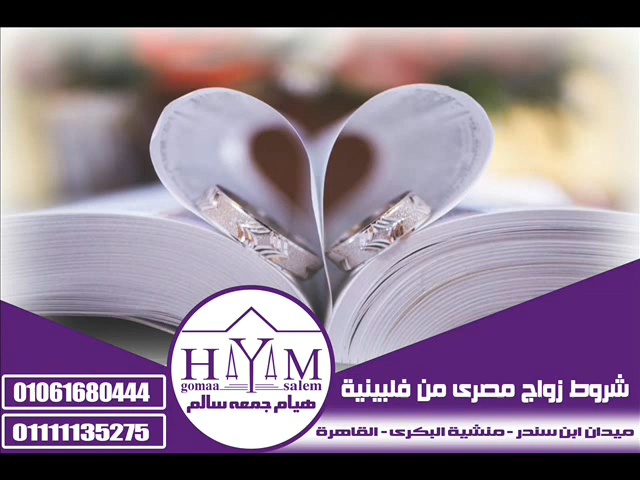 HAYAM
gomaa salem
هيام جمعه سالم
شروط زواج مصرى من فلبينية
ميدان ابن سندر - منشية البكرى - القاهرة
01061680444
01111135275